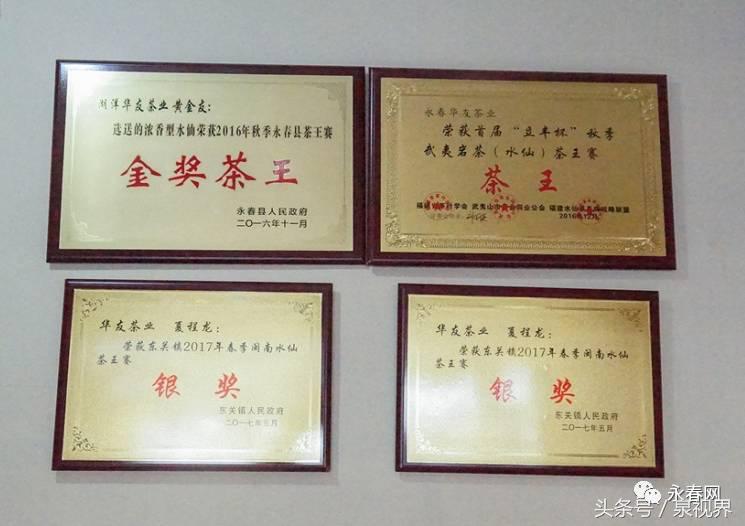 湖洋华友茶业 黄金友：
选送的浓香型水仙荣获2016年秋季永春县茶王赛
金奖茶王
永春县人民政府
二〇一六年十一月
永春华友茶业
荣获首届“豆丰杯”秋季
武夷岩茶（水仙）茶王赛
茶王
武夷山市
2016年12月
华友茶业 夏程龙：
荣获东关镇2017年春季闽南水仙
茶王赛
银奖
东关镇人民政府
二〇一七年五月
华友茶业 夏程龙：
荣获东关镇2017年春季闽南水仙
茶王赛
银奖
东关镇人民政府
二〇一七年五月
永春网
头条号／泉视界